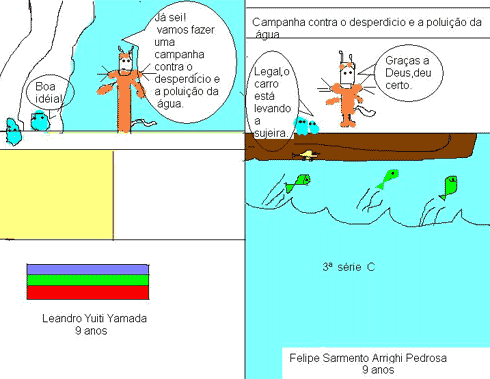 Já sei!
vamos fazer
uma
campanha
contra o
desperdício e
a poluição da
água.
Boa
idéia!
Leandro Yuiti Yamada
9 anos
Campanha contra o desperdicio e a poluição da
água
Legal,o
carro
está
levando
a
sujeira.
Graças a
Deus,deu
certo.
3ª série C
Felipe Sarmento Arrighi Pedrosa
9 anos